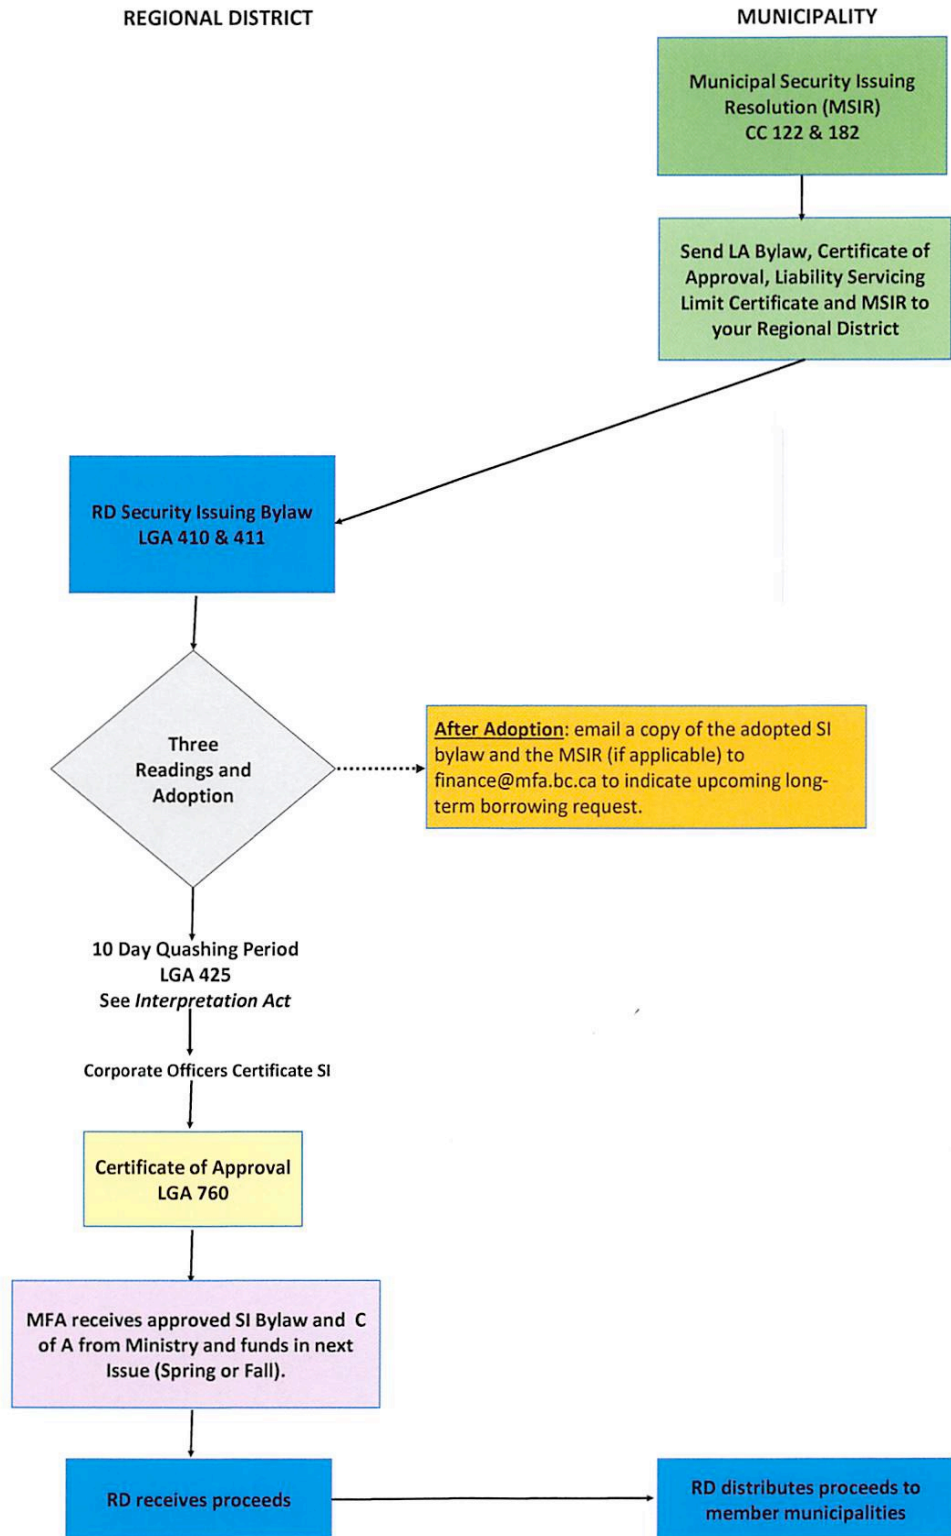 REGIONAL DISTRICT
MUNICIPALITY
Municipal Security Issuing
Resolution (MSIR)
CC 122 & 182
Send LA Bylaw, Certificate of
Approval, Liability Servicing
Limit Certificate and MSIR to
your Regional District
RD Security Issuing Bylaw
LGA 410 & 411
Three
Readings and
Adoption
After Adoption: email a copy of the adopted SI
bylaw and the MSIR (if applicable) to
finance@mfa.bc.ca to indicate upcoming long-
term borrowing request.
10 Day Quashing Period
LGA 425
See Interpretation Act
Corporate Officers Certificate SI
Certificate of Approval
LGA 760
MFA receives approved SI Bylaw and C
of A from Ministry and funds in next
Issue (Spring or Fall).
RD receives proceeds
RD distributes proceeds to
member municipalities